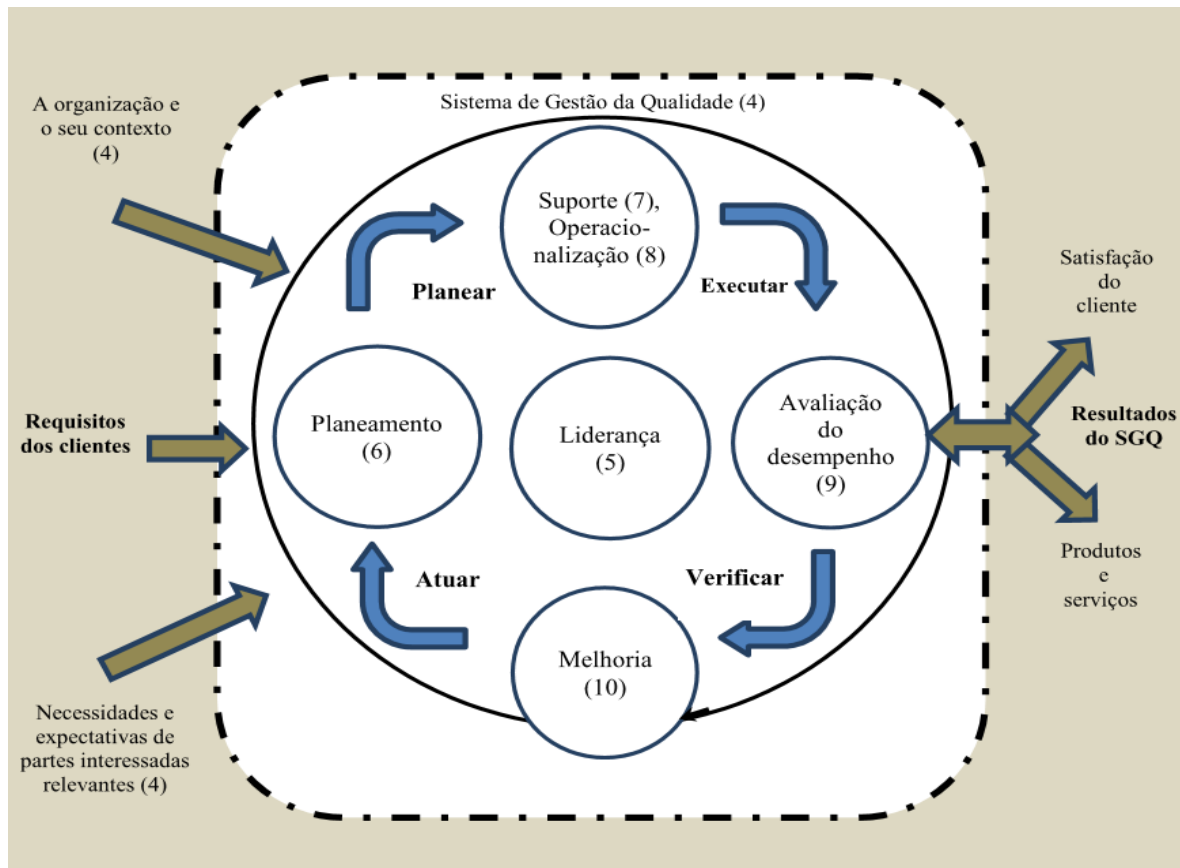 Sistema de Gestão da Qualidade (4)
A organização e
o seu contexto
(4)
Suporte (7),
Operacio-
nalização (8)
Planear
Executar
Satisfação
do
cliente
Requisitos
dos clientes
Planeamento
(6)
Liderança
(5)
Avaliação
do
desempenho
(9)
Resultados
do SGQ
Atuar
Verificar
Produtos
e
serviços
Melhoria
(10)
Necessidades e
expectativas de
partes interessadas
relevantes (4)